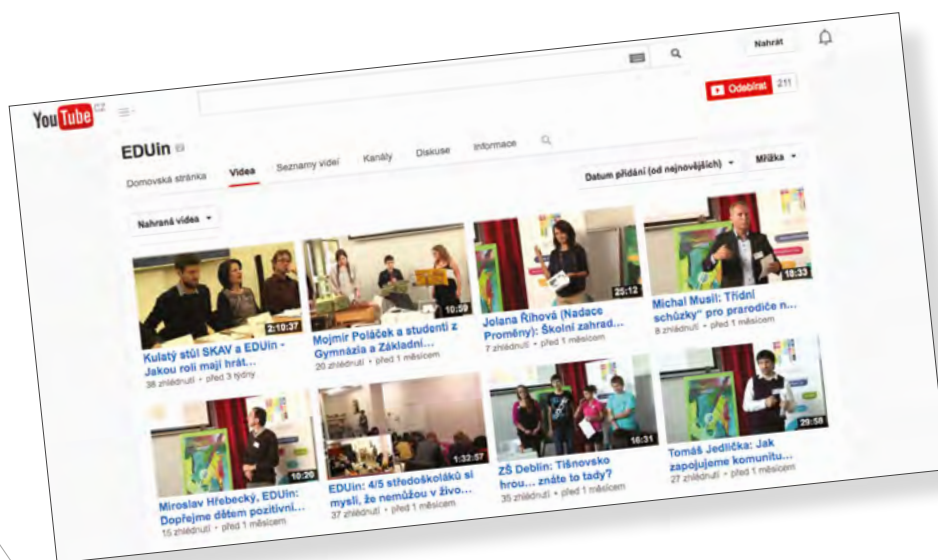 YouTube CZ
Nahrát
EDUin
Odebírat 211
Domovská stránka Videa Seznamy videí Kanály Diskuse Informace
Nahraná videa
Datum přidání (od nejnovějších) Mřížka
2:10:37
Kulatý stůl SKAV a EDUin -
Jakou roli mají hrát...
38 zhlédnutí • před 3 týdny
10:59
Mojmír Poláček a studenti z
Gymnázia a Základní...
20 zhlédnutí • před 1 měsícem
25:12
Jolana Říhová (Nadace
Proměny): Školní zahrad...
7 zhlédnutí • před 1 měsícem
18:33
Michal Musil: Třídní
schůzky" pro prarodiče n...
8 zhlédnutí • před 1 měsícem
10:20
Miroslav Hřebecký, EDUin:
Dopřejme dětem pozitivní...
15 zhlédnutí • před 1 měsícem
1:32:57
EDUin: 4/5 středoškoláků si
myslí, že nemůžou v živo...
37 zhlédnutí • před 1 měsícem
16:31
ZŠ Deblín: Tišnovsko
hrou... znáte to tady?
35 zhlédnutí • před 1 měsícem
29:58
Tomáš Jedlička: Jak
zapojujeme komunitu...
27 zhlédnutí • před 1 měsícem